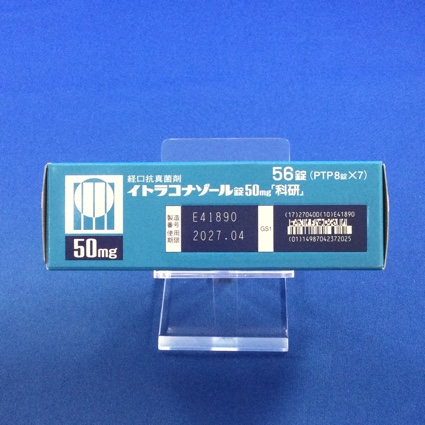 経口抗真菌剤
56錠(PTP8錠×7)
イトラコナゾール錠50mg「科研」
50mg
製造番号 E41890
使用期限 2027.04
GS1
(17)270400(10)E41890
(01)14987042372025